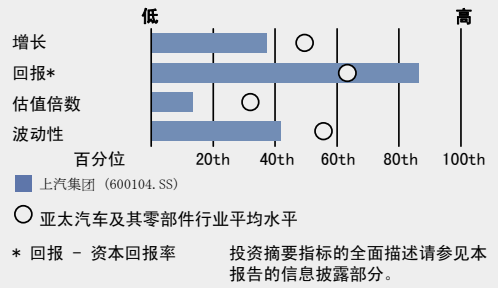 低 高
增长
回报*
估值倍数
波动性
百分位 20th 40th 60th 80th 100th
上汽集团 (600104.SS)
亚太汽车及其零部件行业平均水平
* 回报 - 资本回报率 投资摘要指标的全面描述请参见本
报告的信息披露部分。